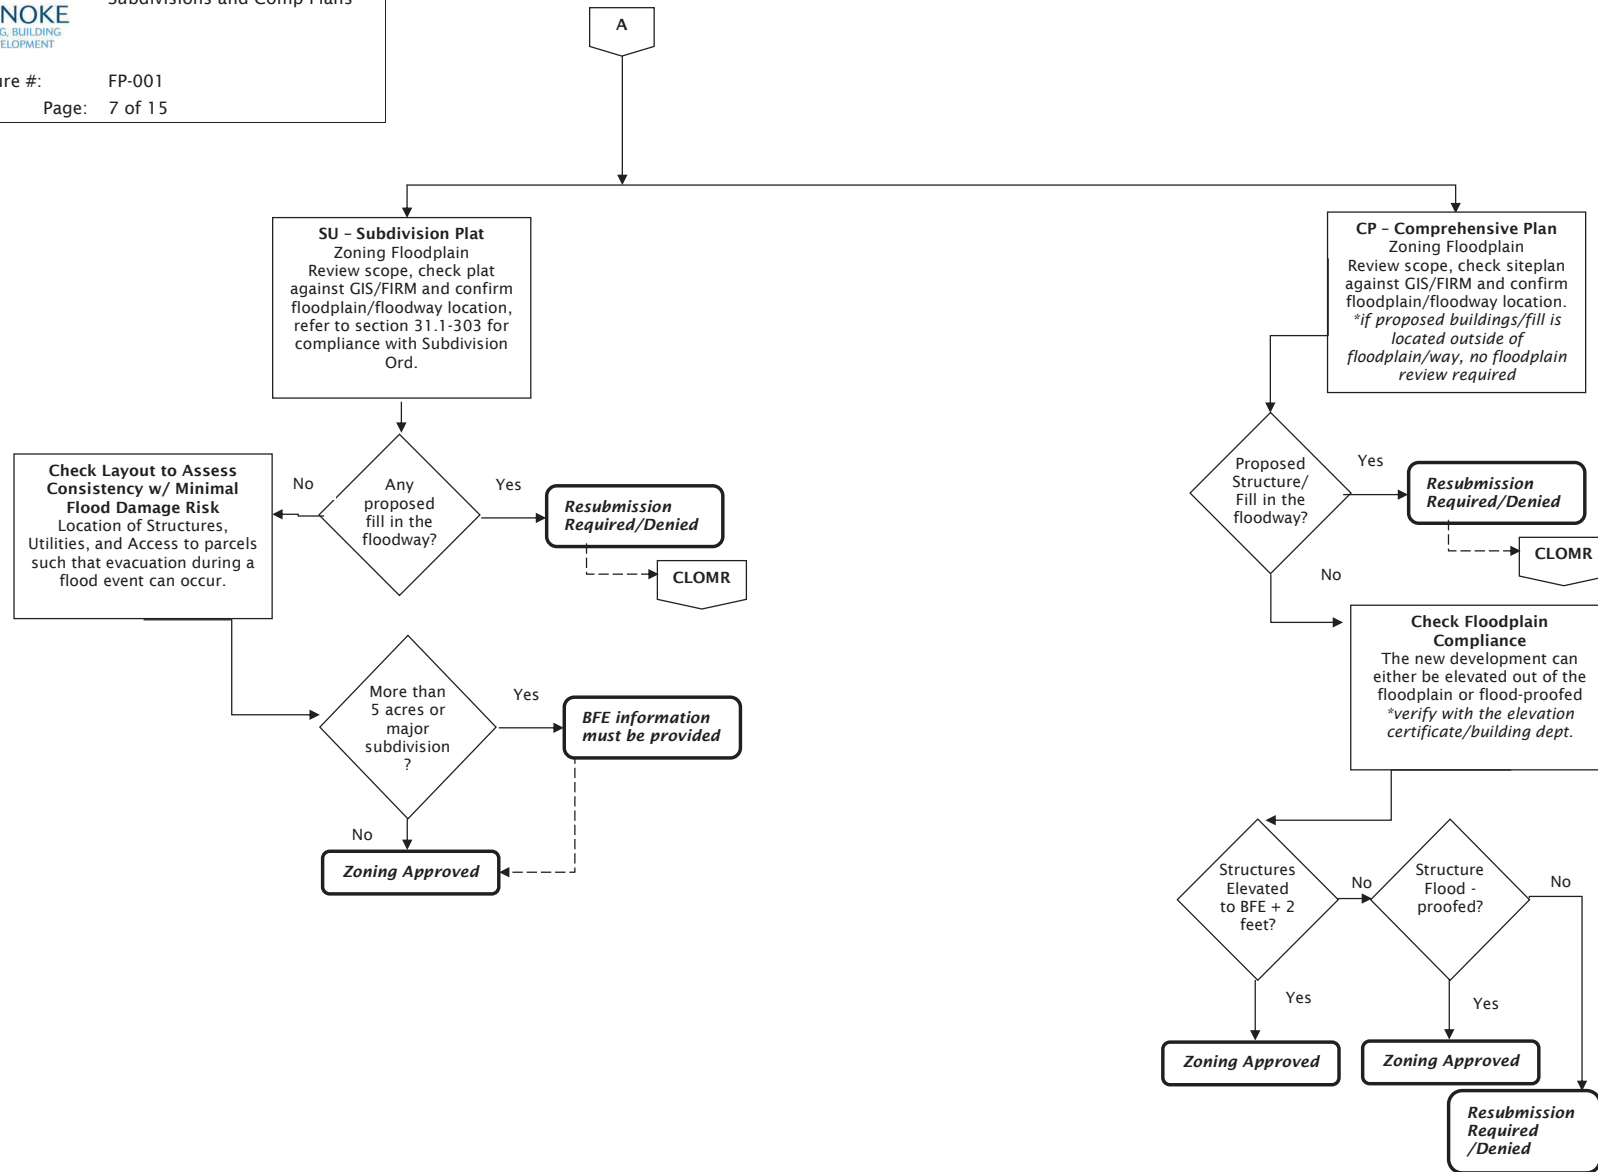 Subdivisions and Comp Plans
NOKE
G, BUILDING
ELOPMENT
ure #: FP-001
Page: 7 of 15
A
SU – Subdivision Plat
Zoning Floodplain
Review scope, check plat
against GIS/FIRM and confirm
floodplain/floodway location,
refer to section 31.1-303 for
compliance with Subdivision
Ord.
CP – Comprehensive Plan
Zoning Floodplain
Review scope, check siteplan
against GIS/FIRM and confirm
floodplain/floodway location.
*if proposed buildings/fill is
located outside of
floodplain/way, no floodplain
review required
Check Layout to Assess
Consistency w/ Minimal
Flood Damage Risk
Location of Structures,
Utilities, and Access to parcels
such that evacuation during a
flood event can occur.
No
Any
proposed
fill in the
floodway?
Yes
Resubmission
Required/Denied
CLOMR
Proposed
Structure/
Fill in the
floodway?
Yes
Resubmission
Required/Denied
CLOMR
No
Check Floodplain
Compliance
The new development can
either be elevated out of the
floodplain or flood-proofed
*verify with the elevation
certificate/building dept.
More than
5 acres or
major
subdivision
?
Yes
BFE information
must be provided
No
Zoning Approved
Structures
Elevated
to BFE + 2
feet?
No
Structure
Flood -
proofed?
No
Yes
Yes
Zoning Approved
Zoning Approved
Resubmission
Required
/Denied